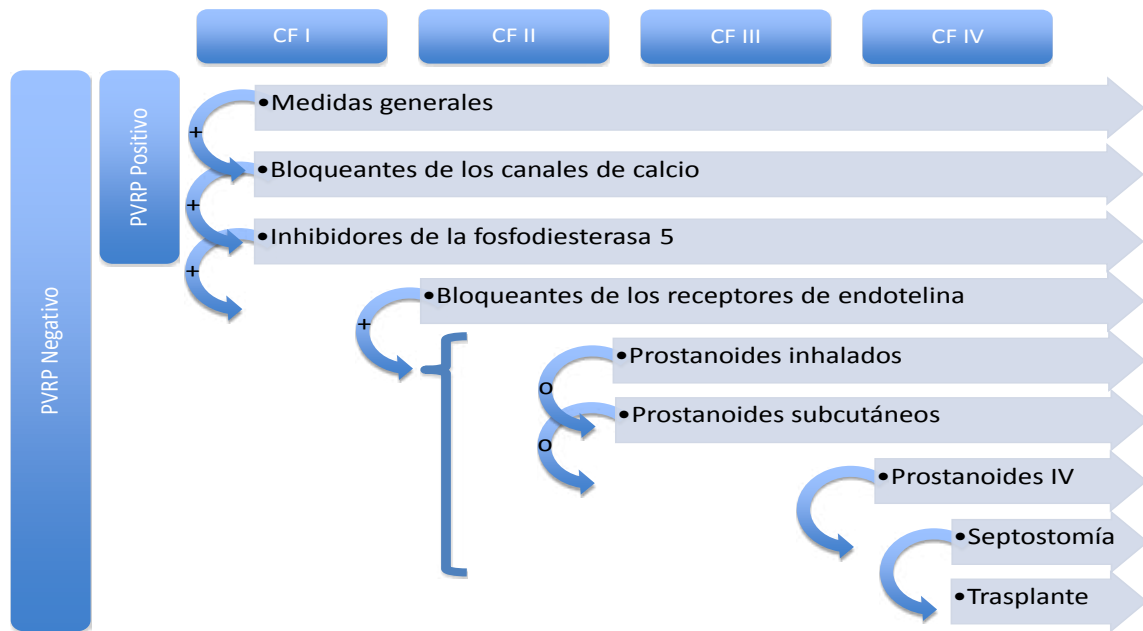 CF I
CF II
CF III
CF IV
PVRP Negativo
PVRP Positivo
•Medidas generales
+
•Bloqueantes de los canales de calcio
+
•Inhibidores de la fosfodiesterasa 5
+
•Bloqueantes de los receptores de endotelina
+
•Prostanoides inhalados
o
•Prostanoides subcutáneos
o
•Prostanoides IV
•Septostomía
•Trasplante